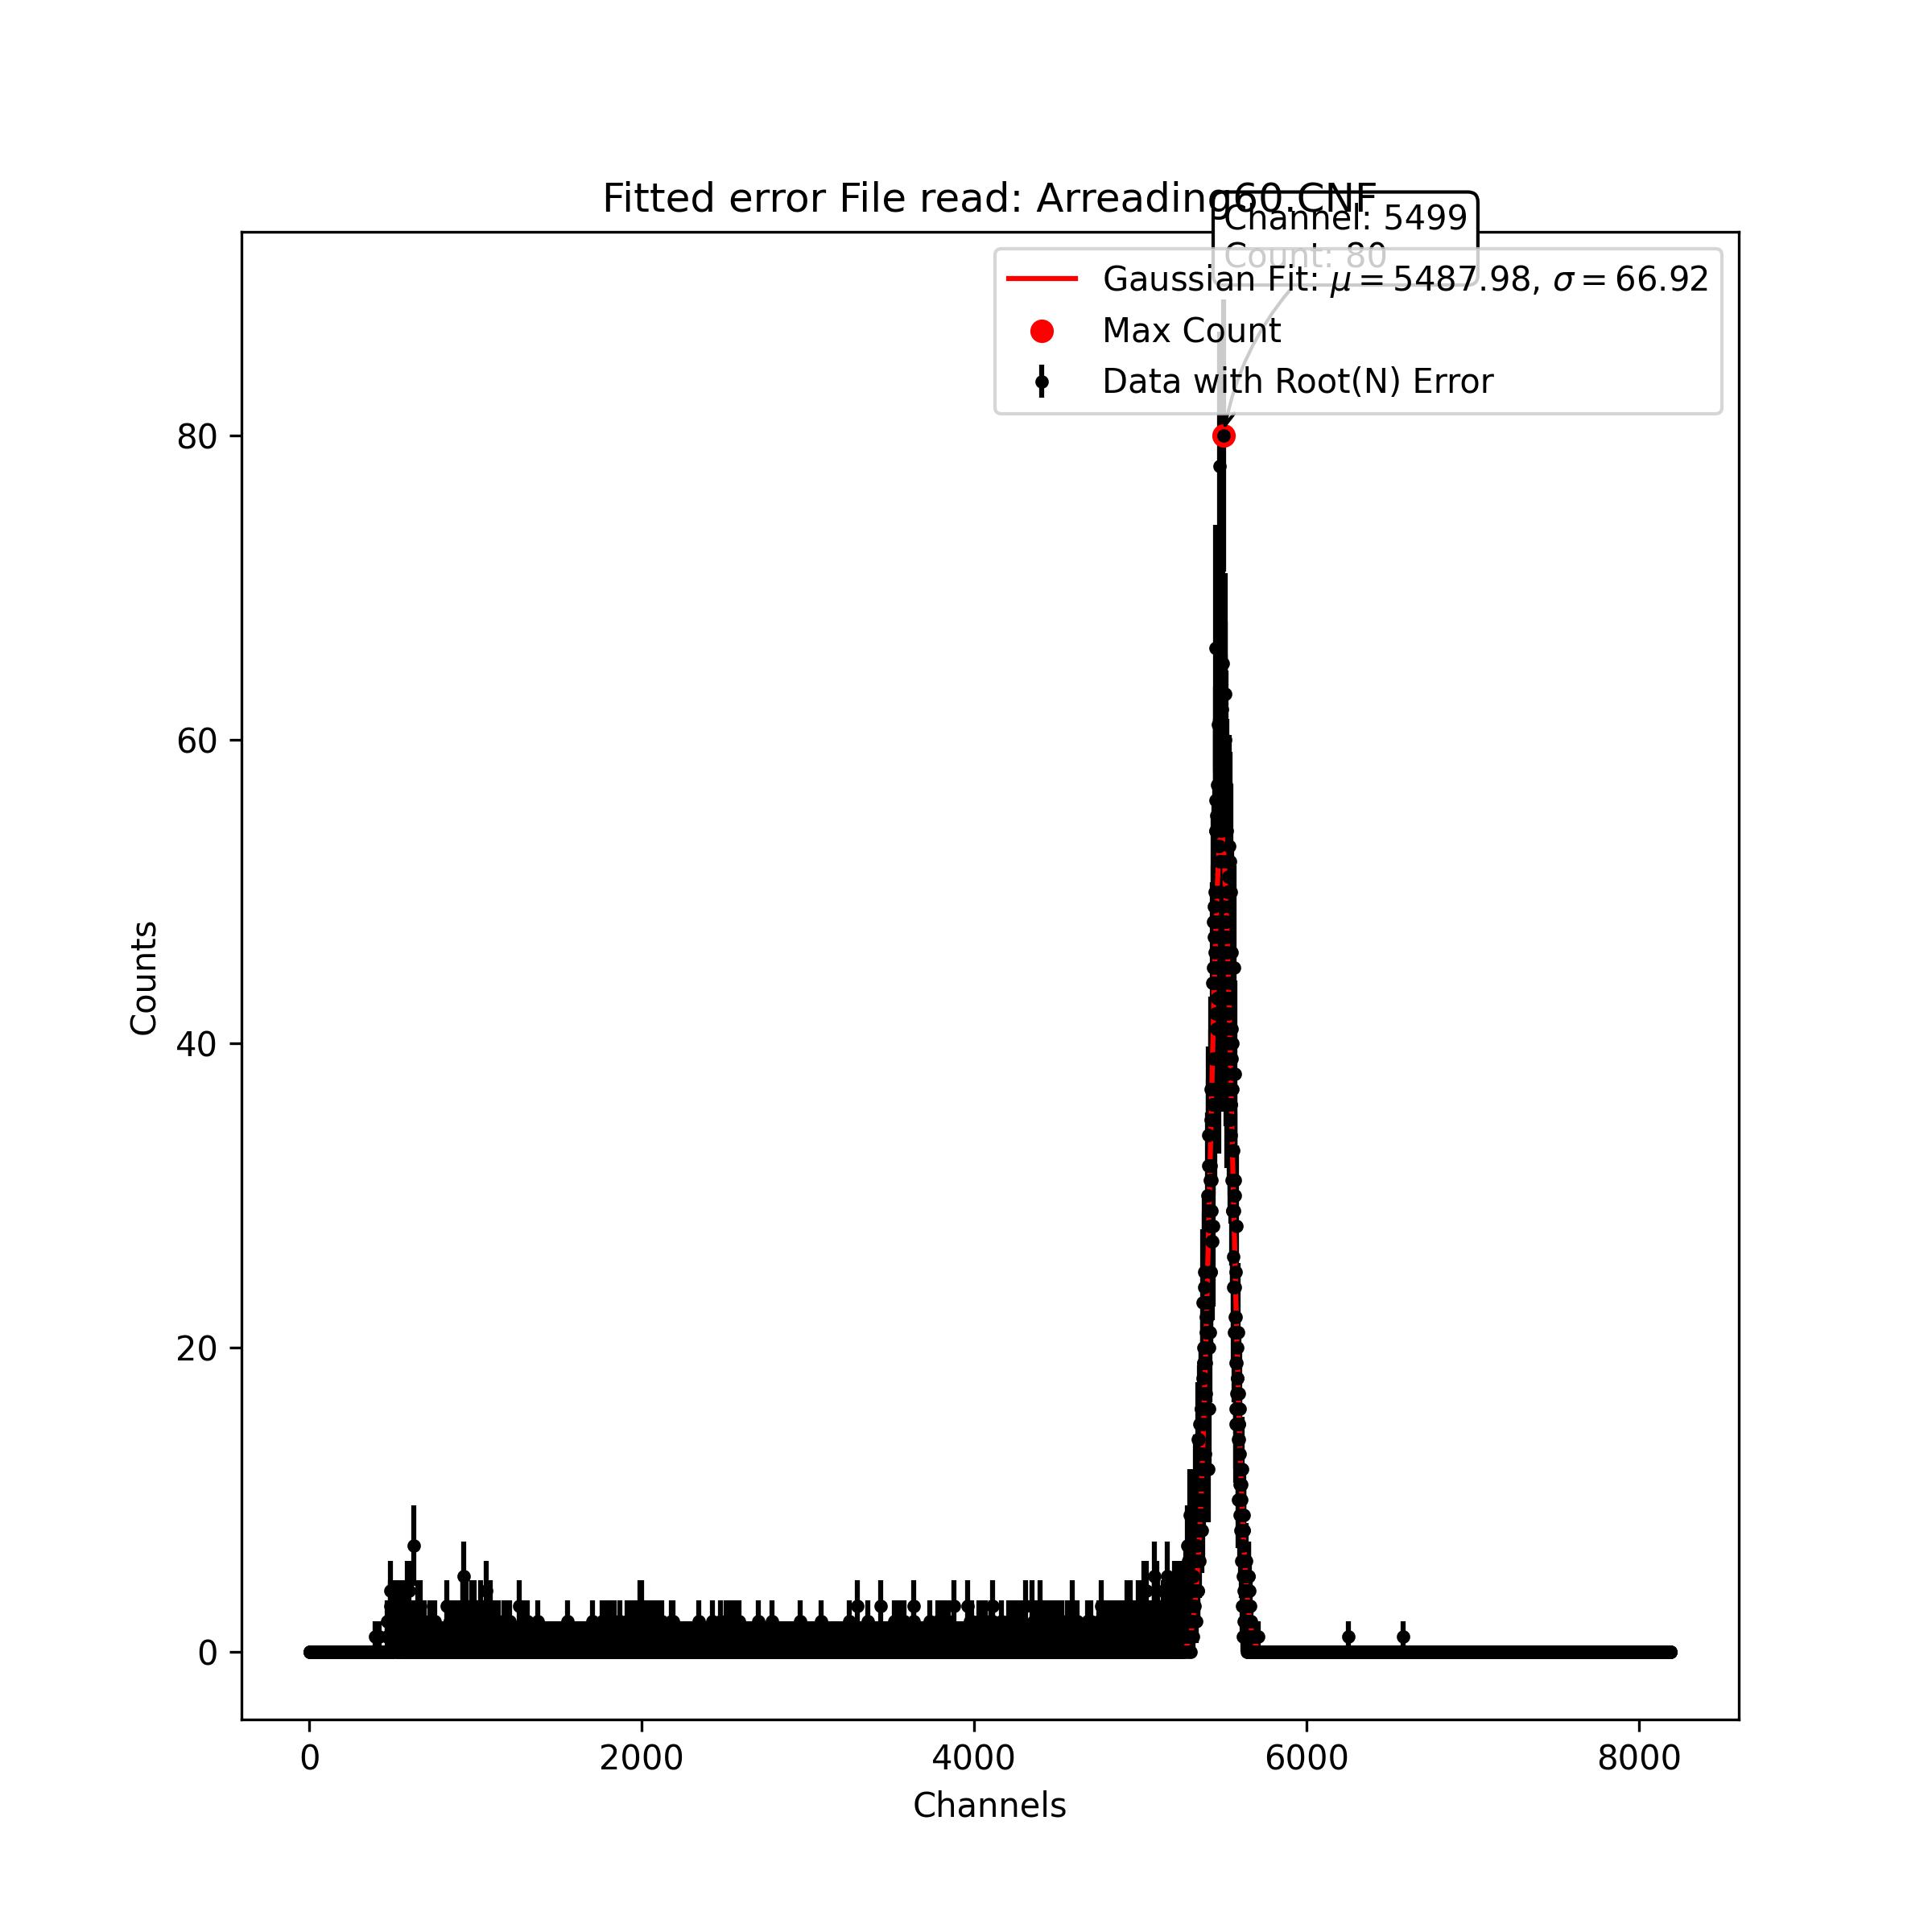 Fitted error File read: Arreading60.CNF
Channel: 5499
Count: 80
Gaussian Fit: μ = 5487.98, σ = 66.92
Max Count
Data with Root(N) Error
80
60
40
20
0
Counts
0 2000 4000 6000 8000
Channels